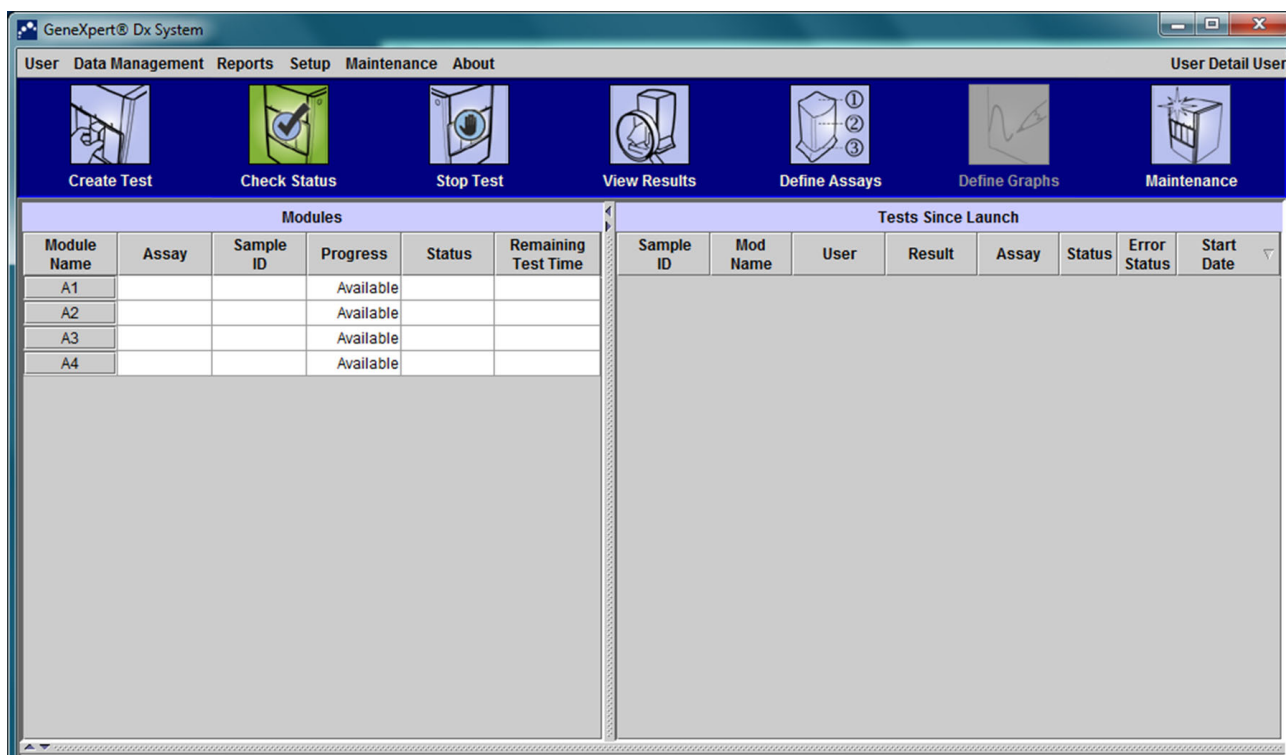 GeneXpert® Dx System
User Data Management Reports Setup Maintenance About User Detail User
① ② ③
Create Test Check Status Stop Test View Results Define Assays Define Graphs Maintenance
Modules Tests Since Launch
Module Name Assay Sample ID Progress Status Remaining Test Time Sample ID Mod Name User Result Assay Status Error Status Start Date
A1 Available
A2 Available
A3 Available
A4 Available